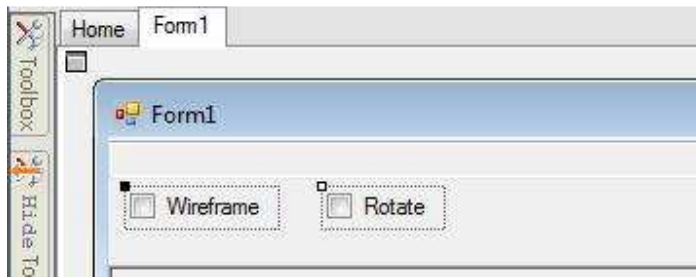 Home Form1
Toolbox
Form1
Hide To
Wireframe Rotate